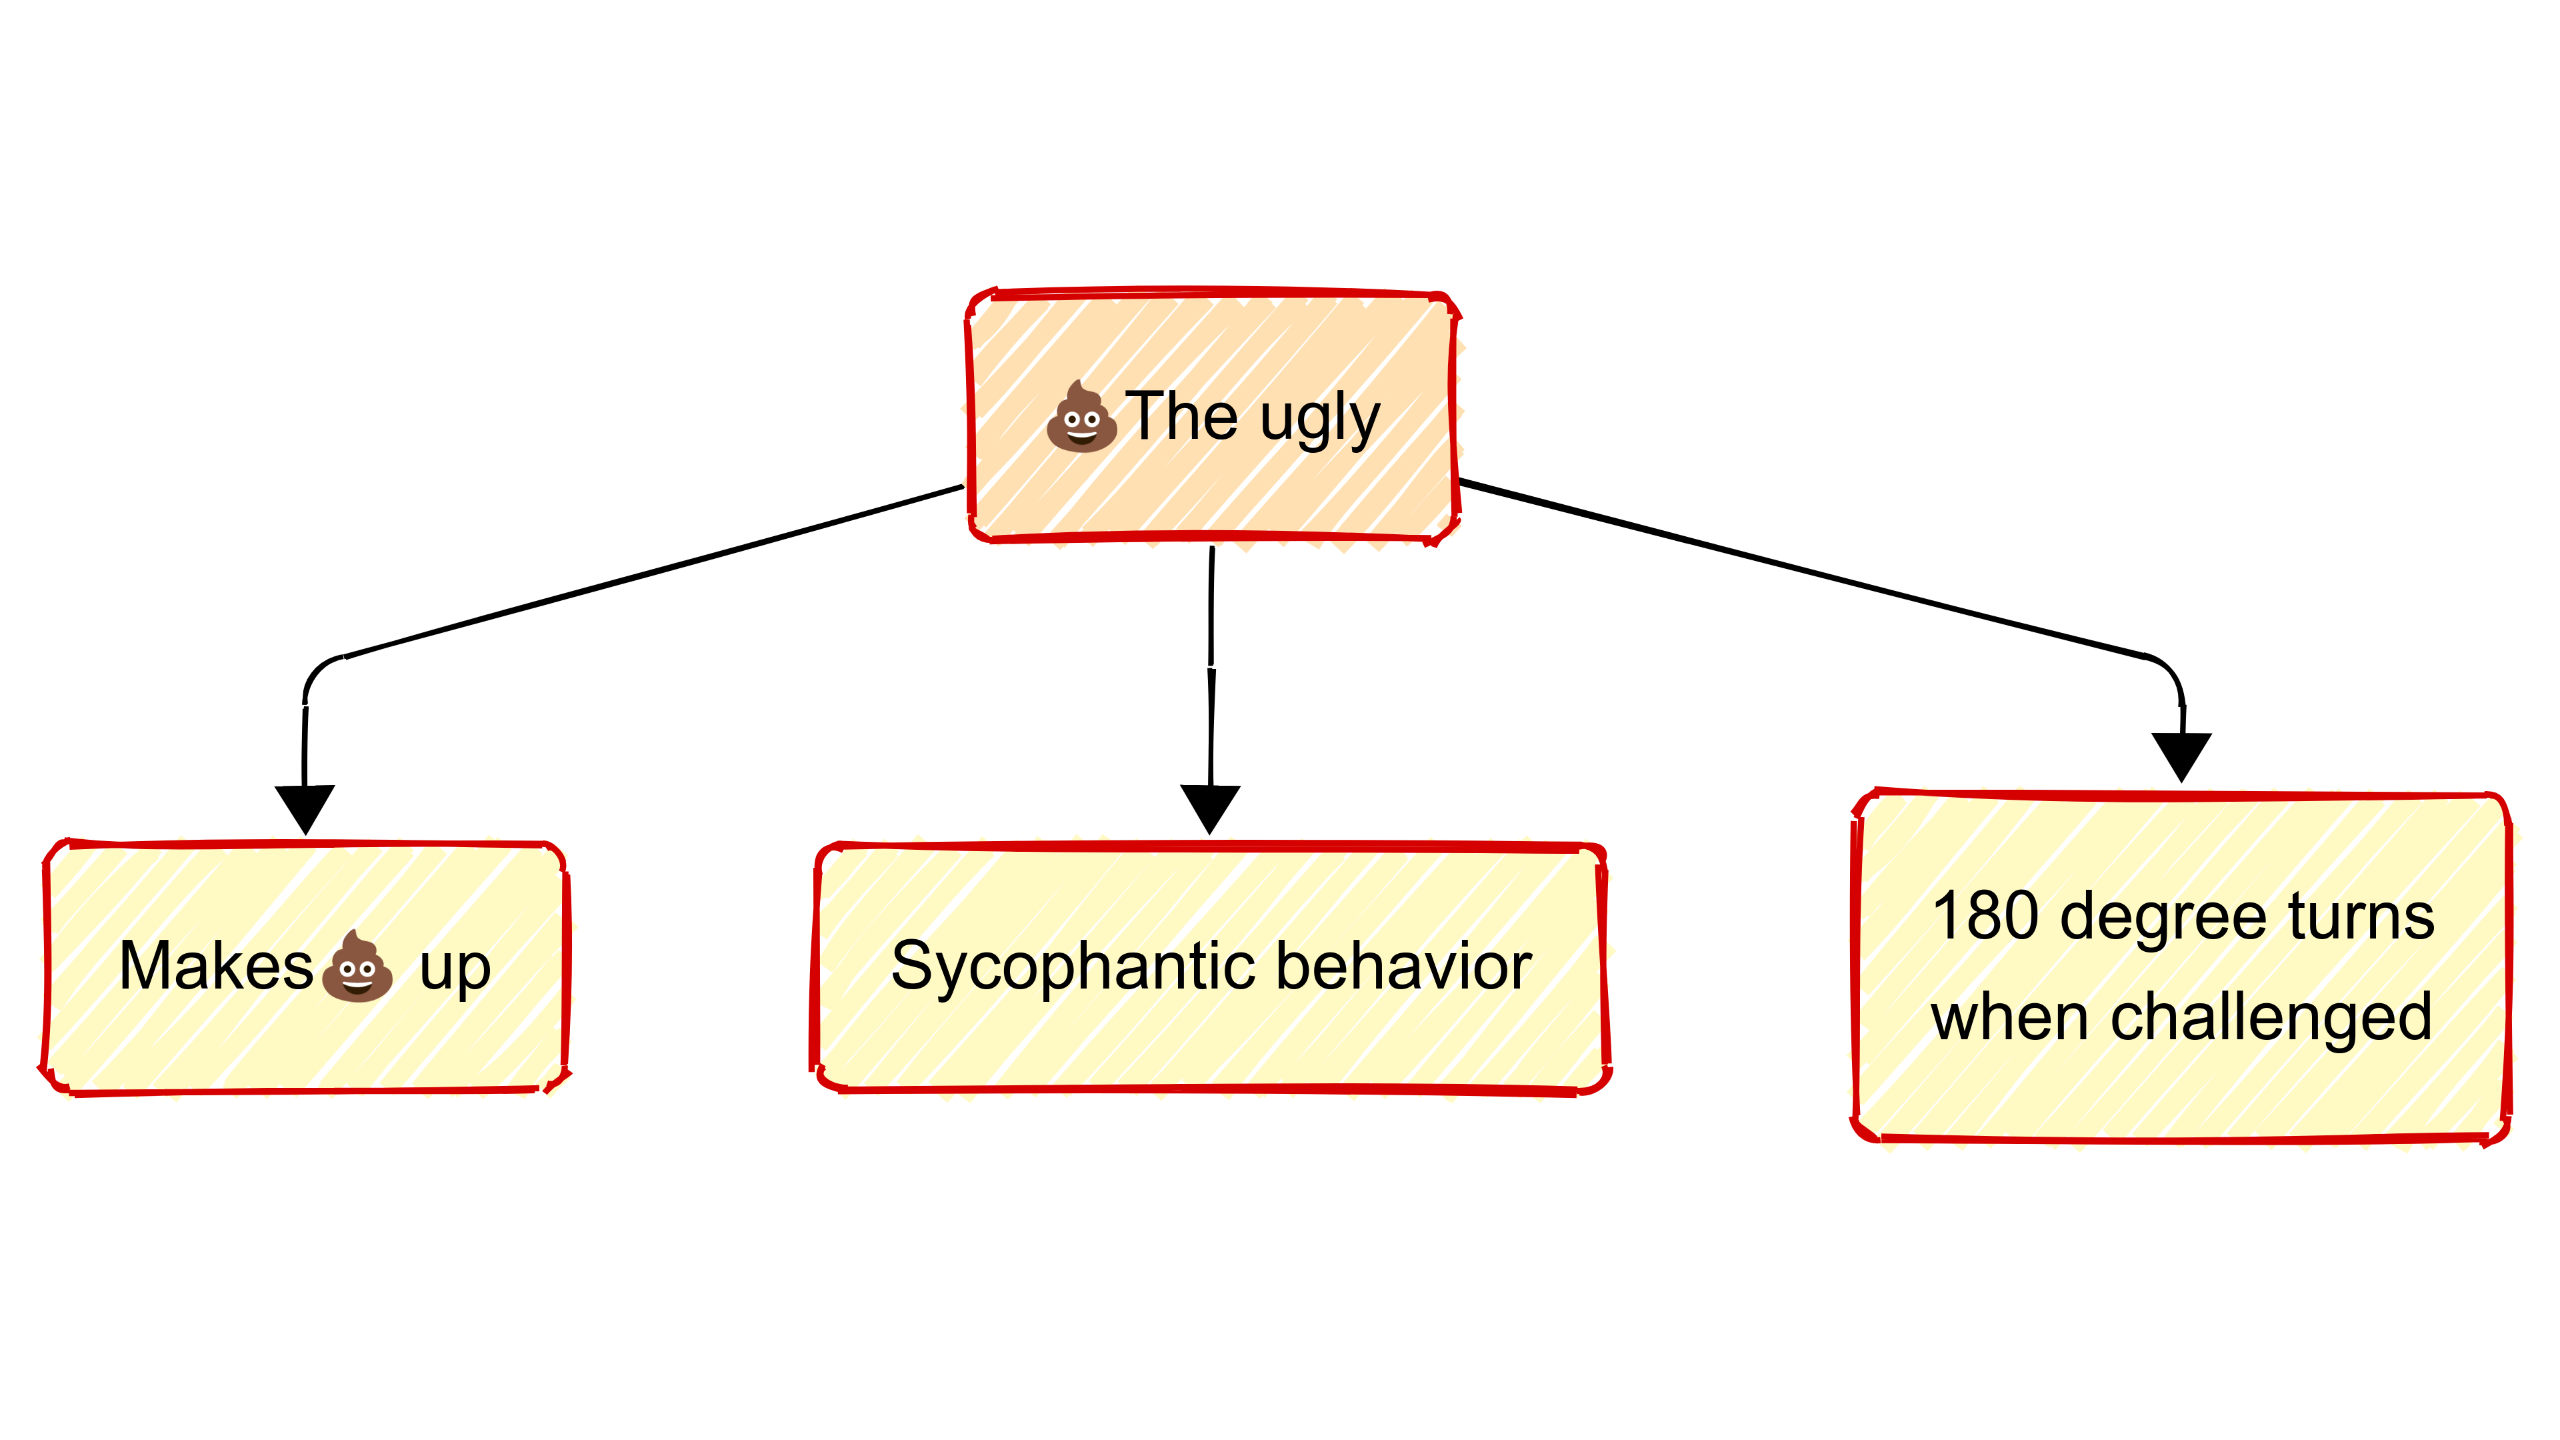 💩The ugly
Makes💩 up
Sycophantic behavior
180 degree turns
when challenged